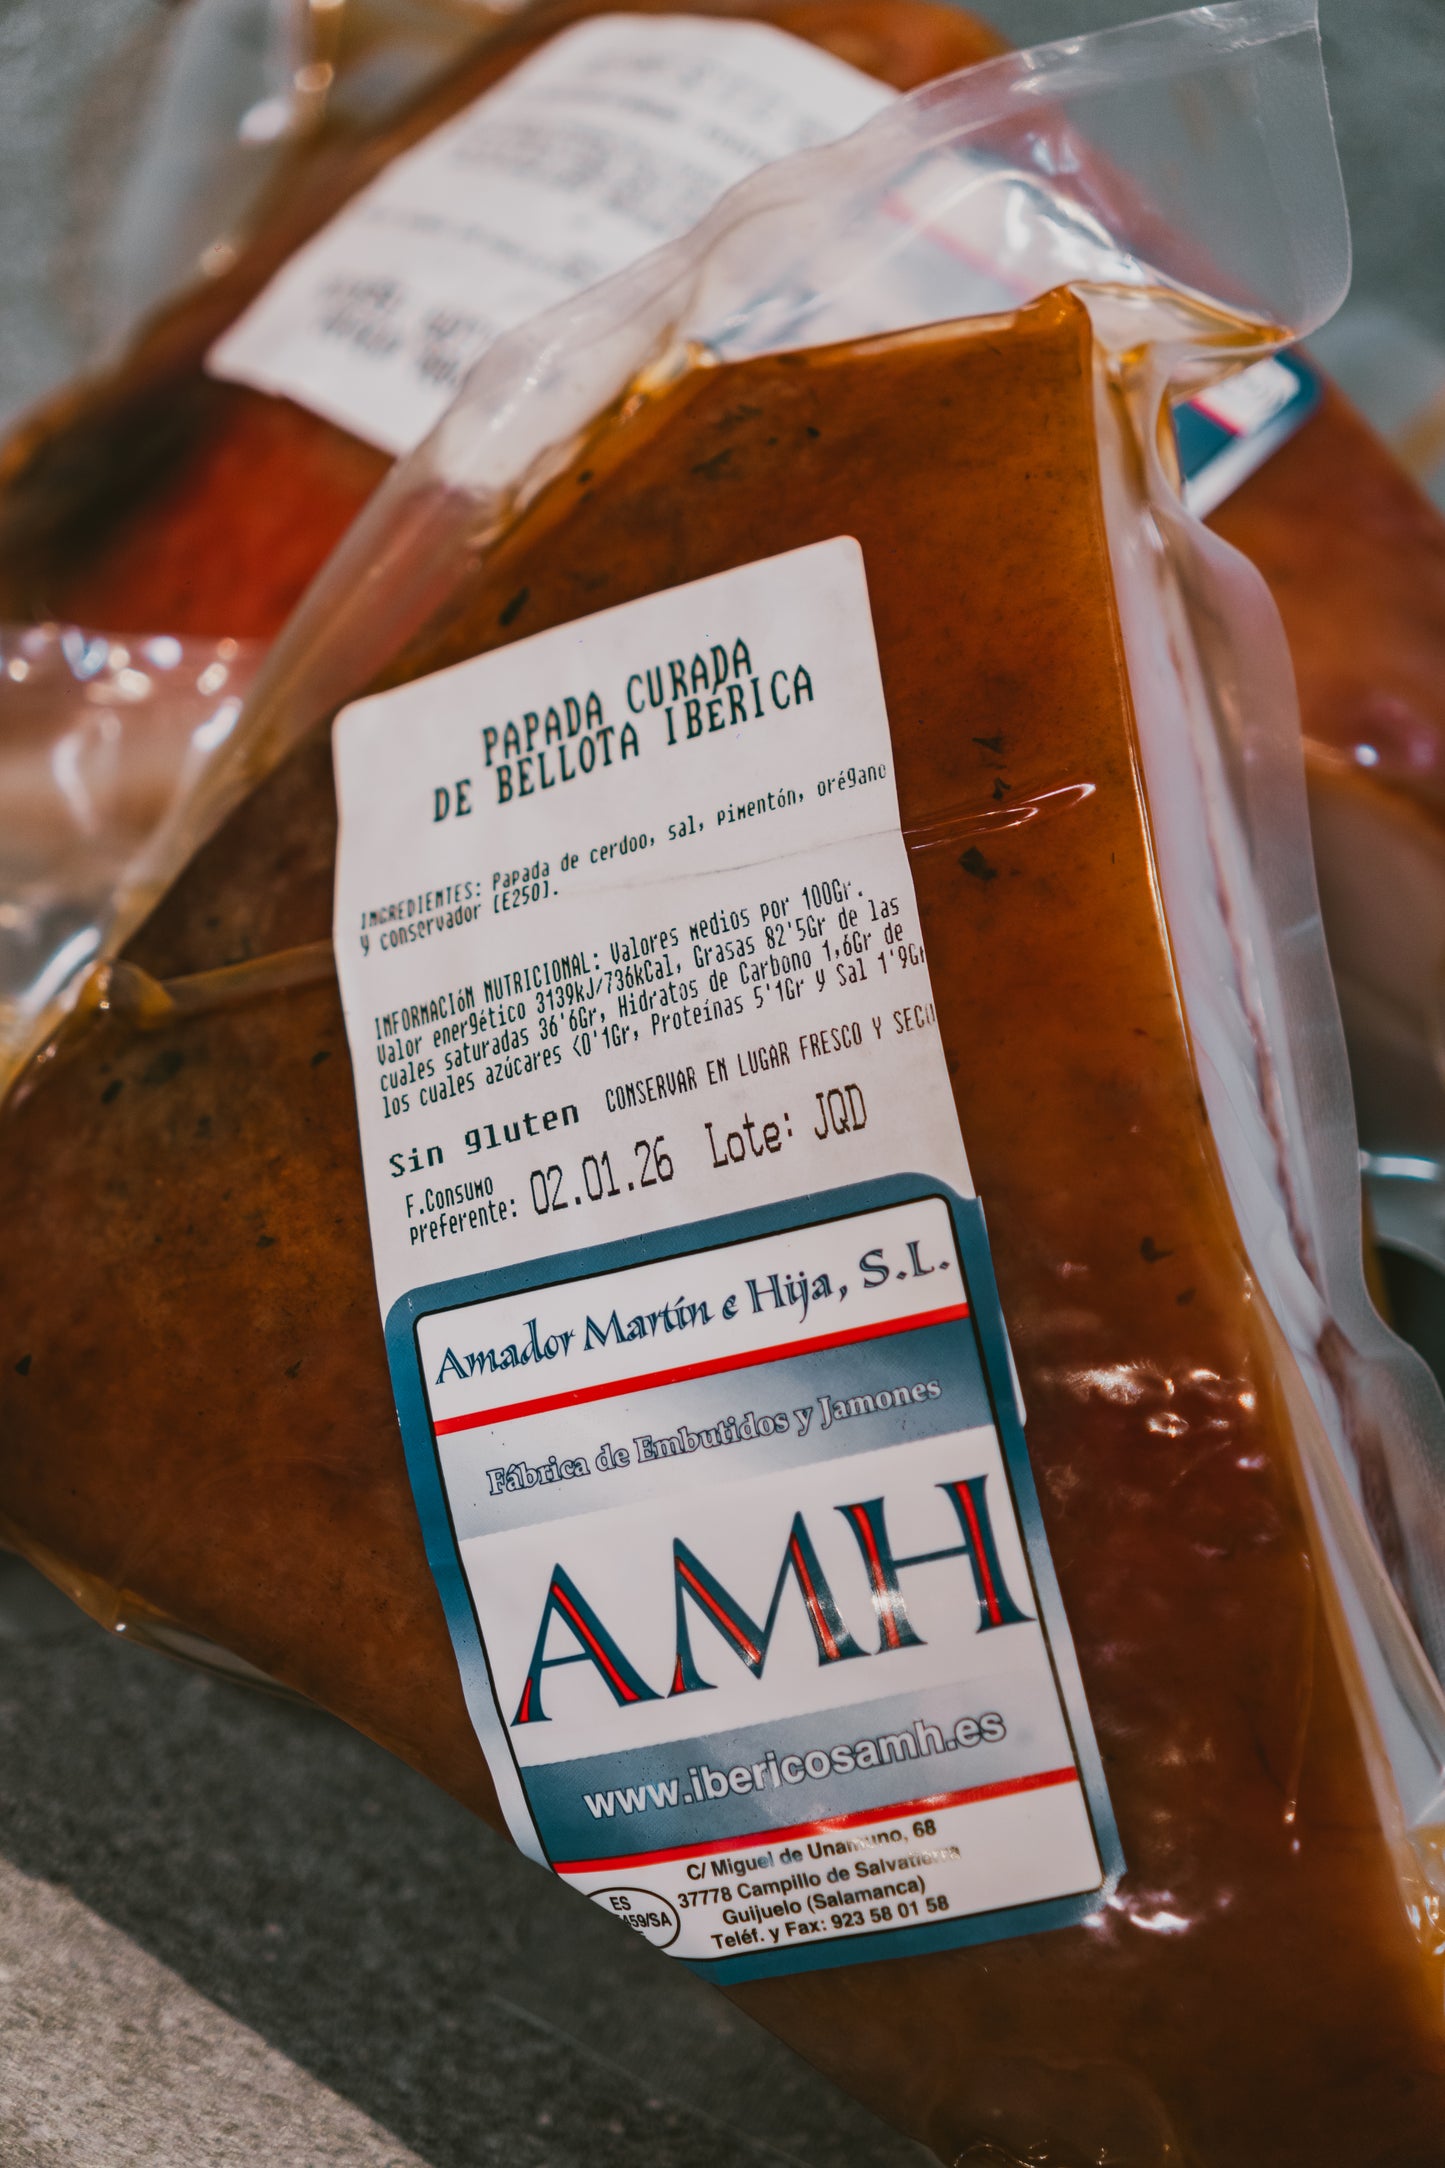 PAPADA CURADA
DE BELLOTA IBÉRICA
INGREDIENTES: Papada de cerdoo, sal, pimentón, orégano
y conservador (E250).
INFORMACIóN NUTRICIONAL: Valores medios por 100Gr.
Valor energético 3139kJ/736kCal, Grasas 82'5Gr de las
cuales saturadas 36'6Gr, Hidratos de Carbono 1,6Gr de
los cuales azúcares <0'1Gr, Proteínas 5'1Gr y Sal 1'9Gr
Sin gluten CONSERVAR EN LUGAR FRESCO Y SECO
F.Consumo
preferente: 02.01.26 Lote: JQD
Amador Martín e Hija, S.L.
Fábrica de Embutidos y Jamones
AMH
www.ibericosamh.es
C/ Miguel de Unamuno, 68
37778 Campillo de Salvatierra
Guijuelo (Salamanca)
Teléf. y Fax: 923 58 01 58
ES
459/SA